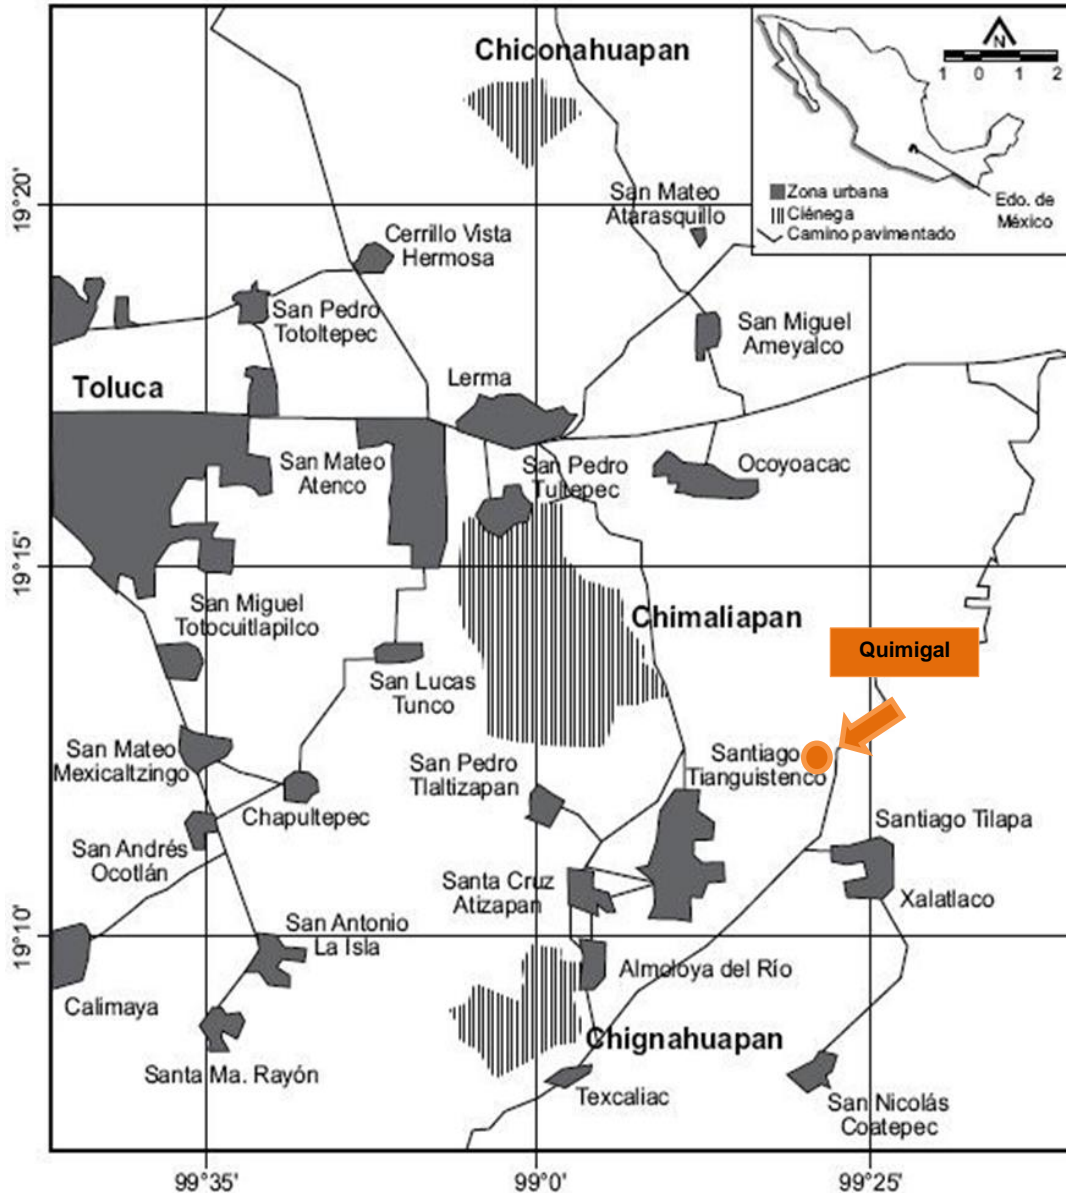 Chiconahuapan
N
1 0 1 2
Zona urbana
Ciénega
Camino pavimentado
Edo. de
México
19°20'
San Mateo
Atarasquillo
Cerrillo Vista
Hermosa
San Pedro
Totoltepec
San Miguel
Ameyalco
Toluca
Lerma
San Mateo
Atenco
San Pedro
Tultepec
Ocoyoacac
19°15'
San Miguel
Totocuitlapilco
Chimaliapan
Quimigal
San Lucas
Tunco
San Mateo
Mexicaltzingo
San Pedro
Tlaltizapan
Santiago
Tianguistenco
Chapultepec
Santiago Tilapa
San Andrés
Ocotlán
Santa Cruz
Atizapan
Xalatlaco
19°10'
San Antonio
La Isla
Almoloya del Río
Calimaya
Chignahuapan
Santa Ma. Rayón
Texcaliac
San Nicolás
Coatepec
99°35'
99°0'
99°25'